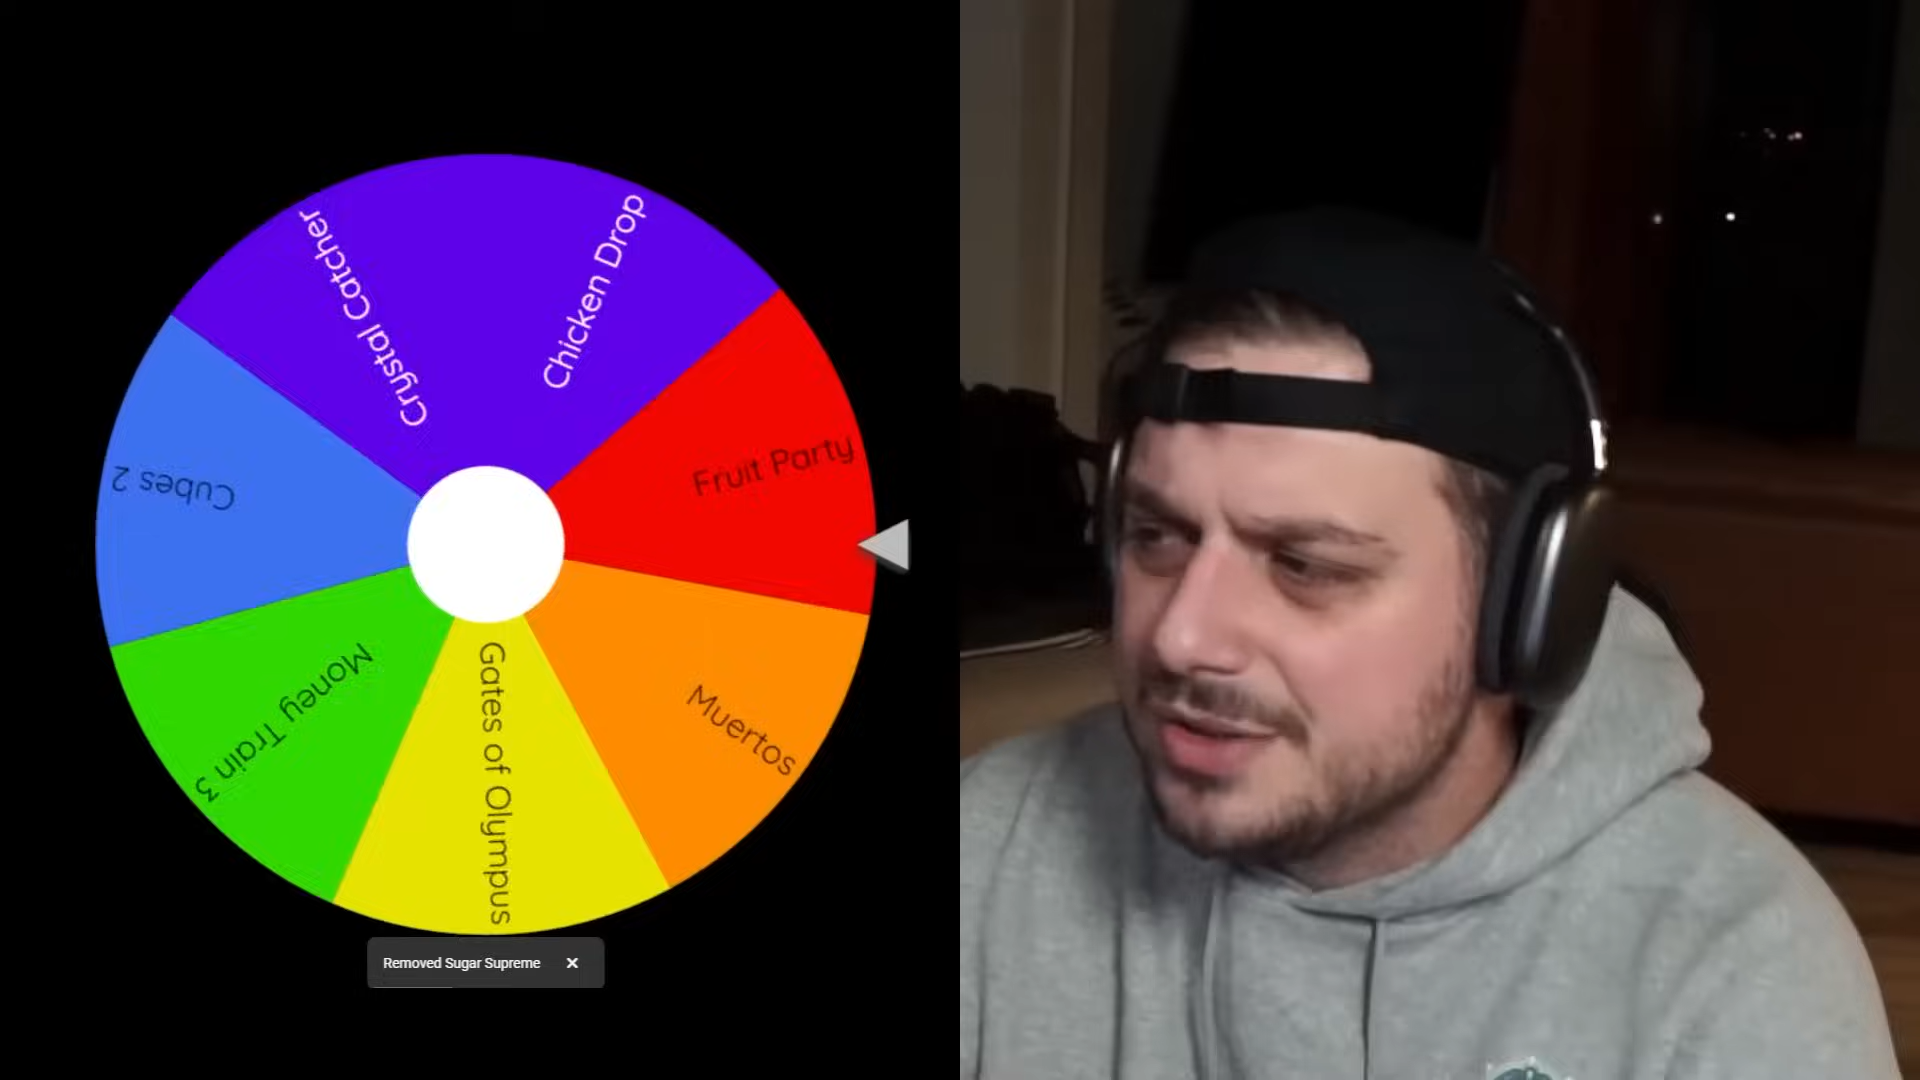 Crystal Catcher
Chicken Drop
Fruit Party
Cubes 2
Money Train 3
Gates of Olympus
Muertos
Removed Sugar Supreme ×